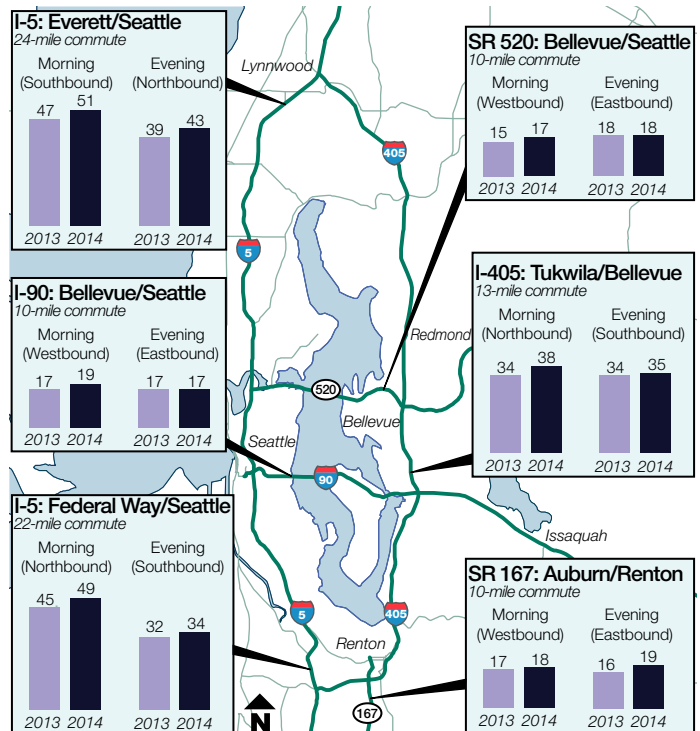 I-5: Everett/Seattle
24-mile commute
Morning
(Southbound)
Evening
(Northbound)
47 51
39 43
2013 2014
2013 2014
I-90: Bellevue/Seattle
10-mile commute
Morning
(Westbound)
Evening
(Eastbound)
17 19
17 17
2013 2014
2013 2014
I-5: Federal Way/Seattle
22-mile commute
Morning
(Northbound)
Evening
(Southbound)
45 49
32 34
2013 2014
2013 2014
Lynnwood
405
5
Redmond
520
Bellevue
Seattle
90
Issaquah
5
405
Renton
167
N
SR 520: Bellevue/Seattle
10-mile commute
Morning
(Westbound)
Evening
(Eastbound)
15 17
18 18
2013 2014
2013 2014
I-405: Tukwila/Bellevue
13-mile commute
Morning
(Northbound)
Evening
(Southbound)
34 38
34 35
2013 2014
2013 2014
SR 167: Auburn/Renton
10-mile commute
Morning
(Westbound)
Evening
(Eastbound)
17 18
16 19
2013 2014
2013 2014